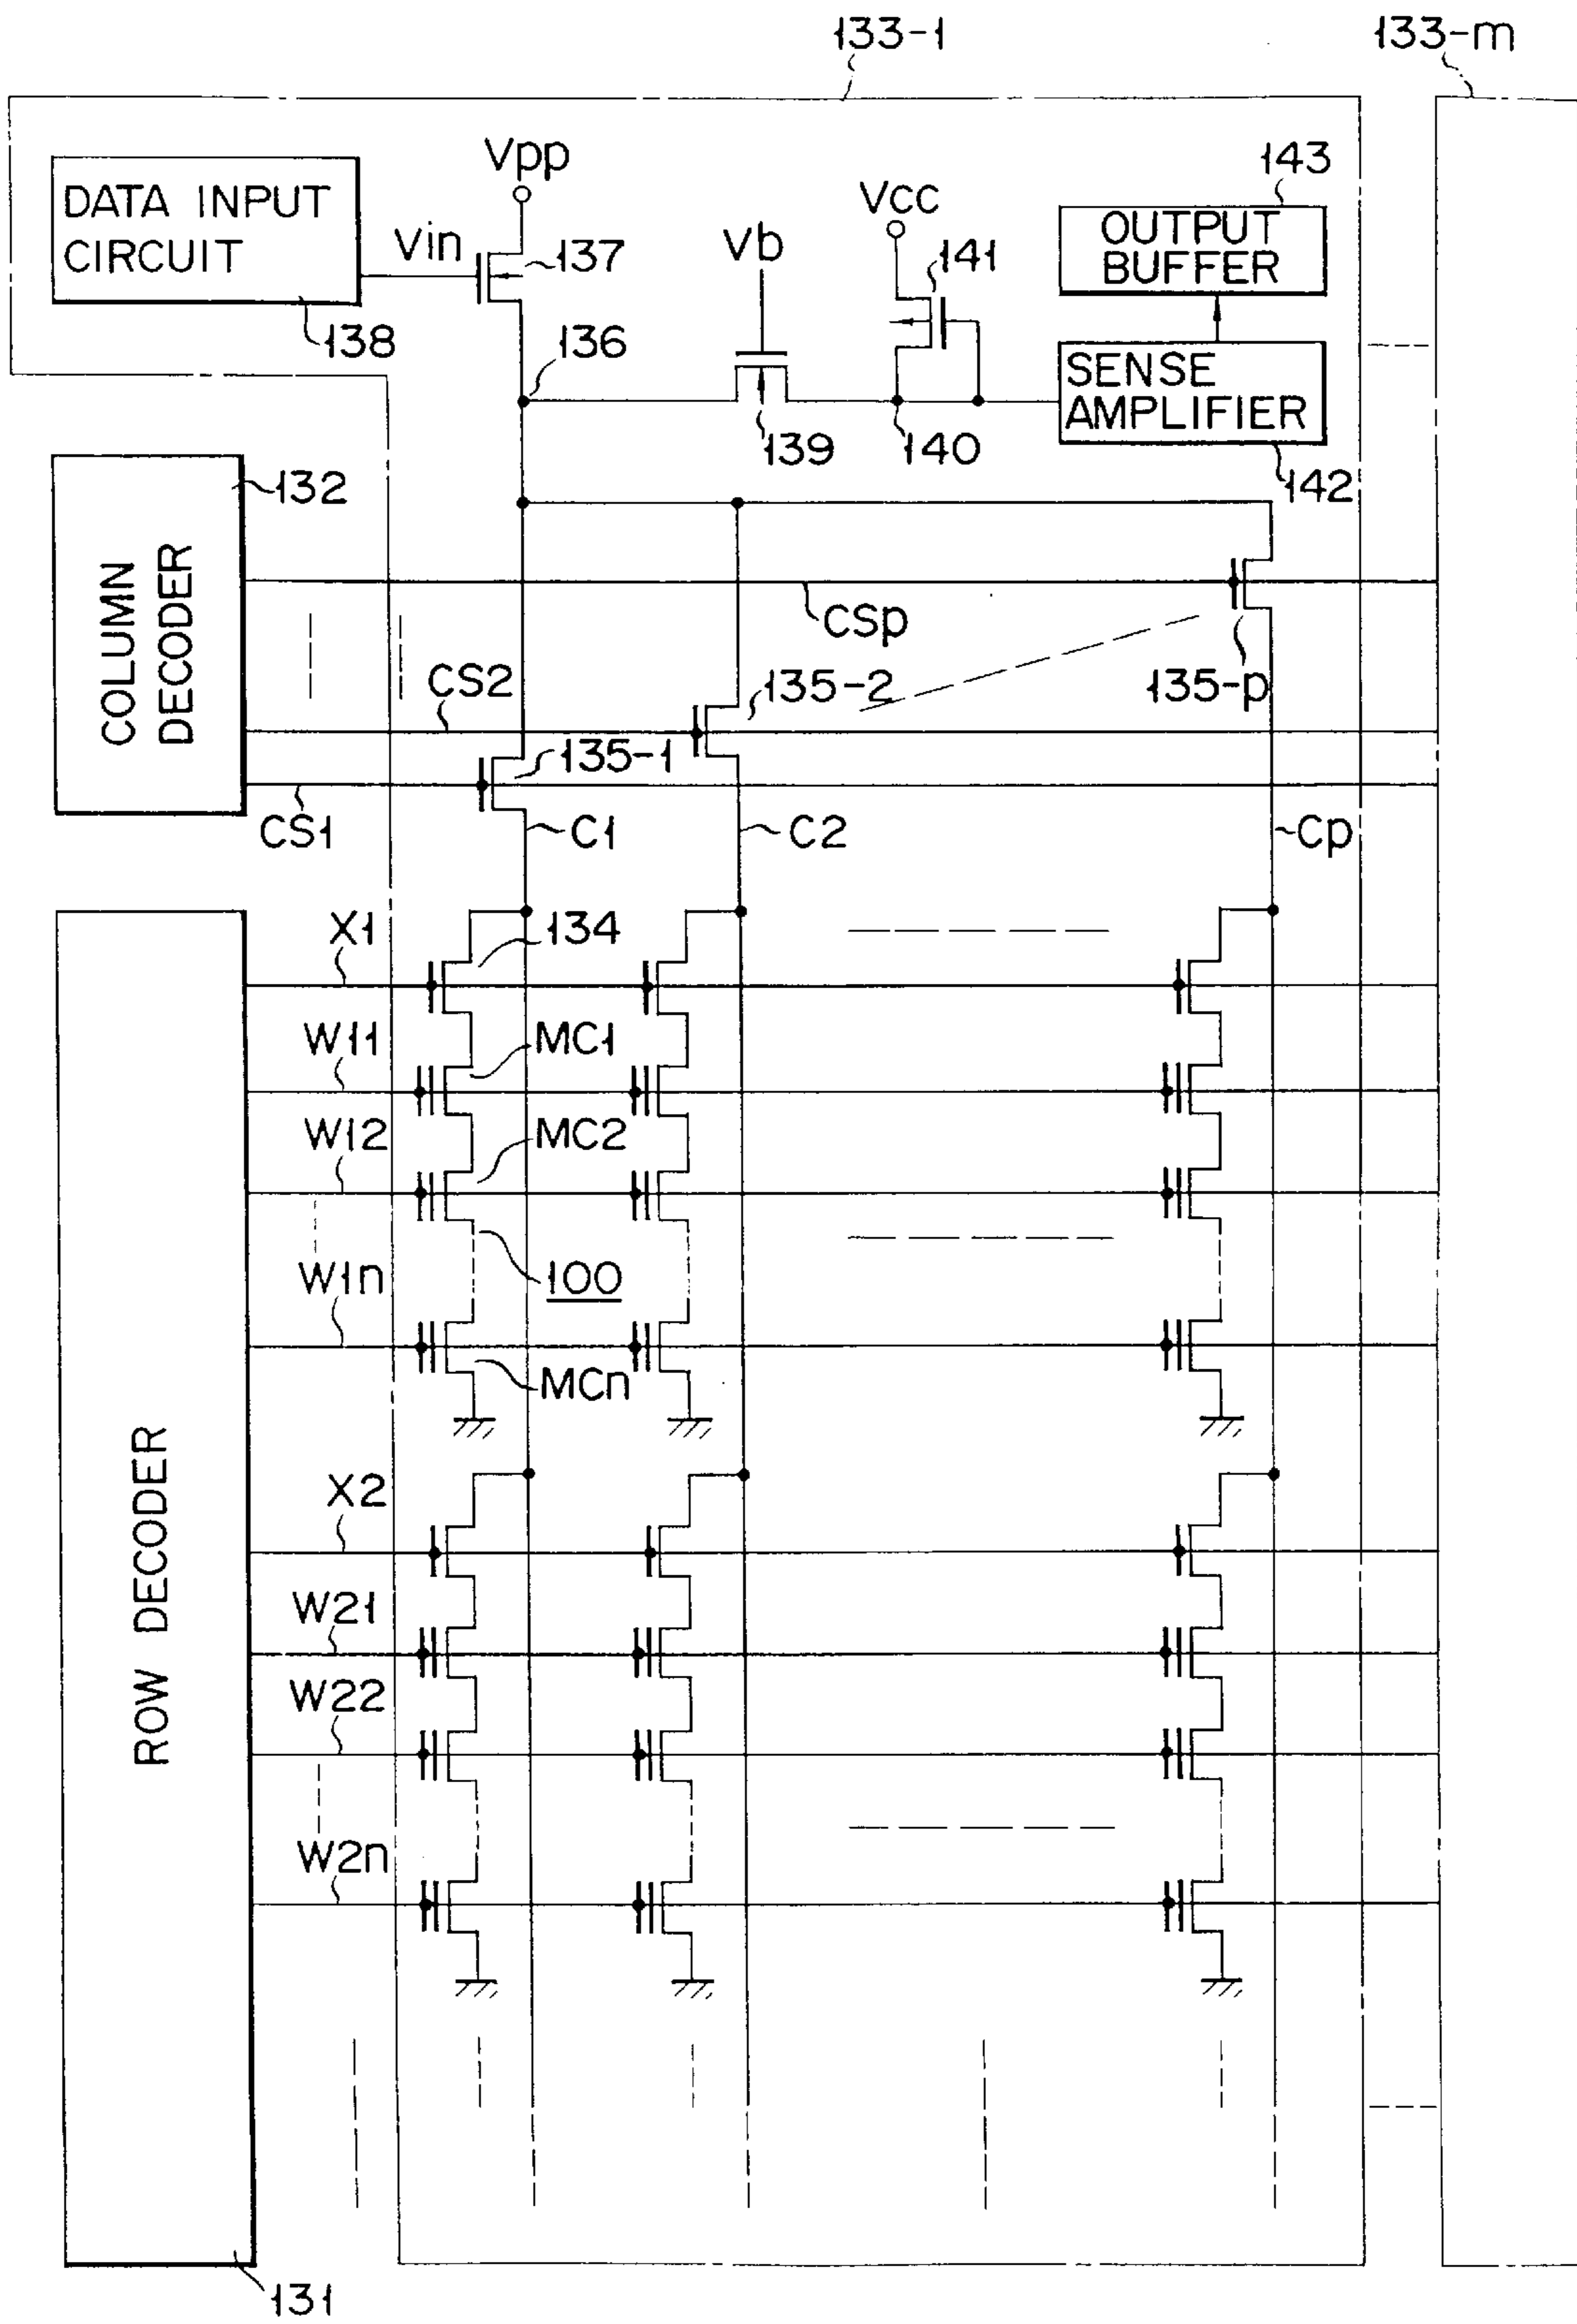 133-1
133-m
Vpp
143
DATA INPUT
CIRCUIT
Vin
137
Vb
Vcc
141
OUTPUT
BUFFER
138
136
SENSE
AMPLIFIER
139
140
142
132
COLUMN
DECODER
CSp
CS2
135-2
135-p
135-1
CS1
C1
C2
Cp
X1
134
W11
MC1
W12
MC2
W1n
100
MCn
ROW DECODER
X2
W21
W22
W2n
131